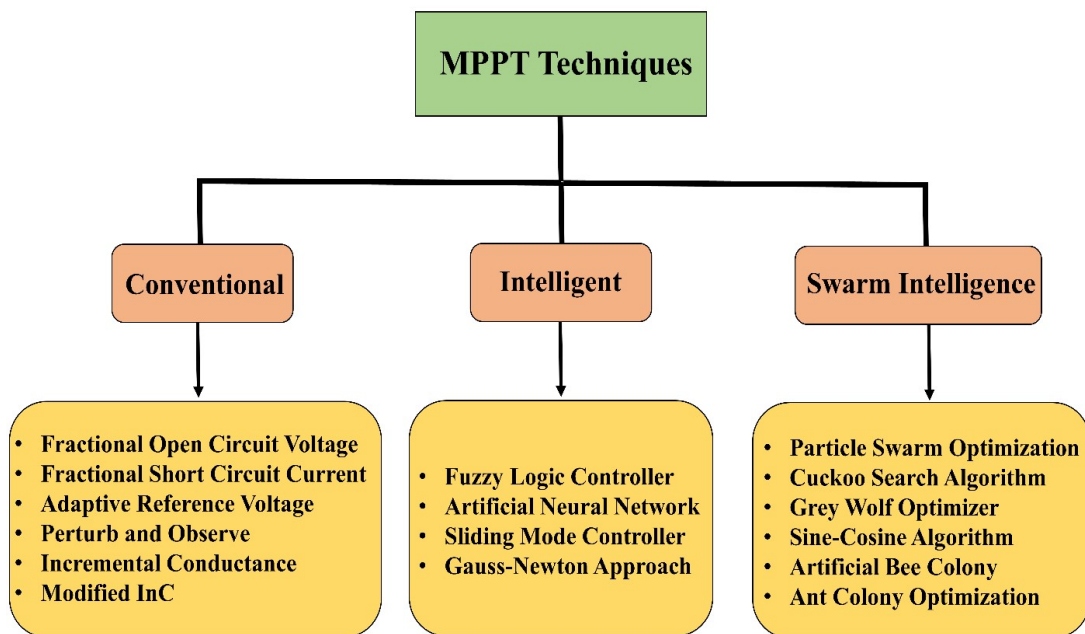 MPPT Techniques
Conventional
Intelligent
Swarm Intelligence
• Fractional Open Circuit Voltage
• Fractional Short Circuit Current
• Adaptive Reference Voltage
• Perturb and Observe
• Incremental Conductance
• Modified InC
• Fuzzy Logic Controller
• Artificial Neural Network
• Sliding Mode Controller
• Gauss-Newton Approach
• Particle Swarm Optimization
• Cuckoo Search Algorithm
• Grey Wolf Optimizer
• Sine-Cosine Algorithm
• Artificial Bee Colony
• Ant Colony Optimization